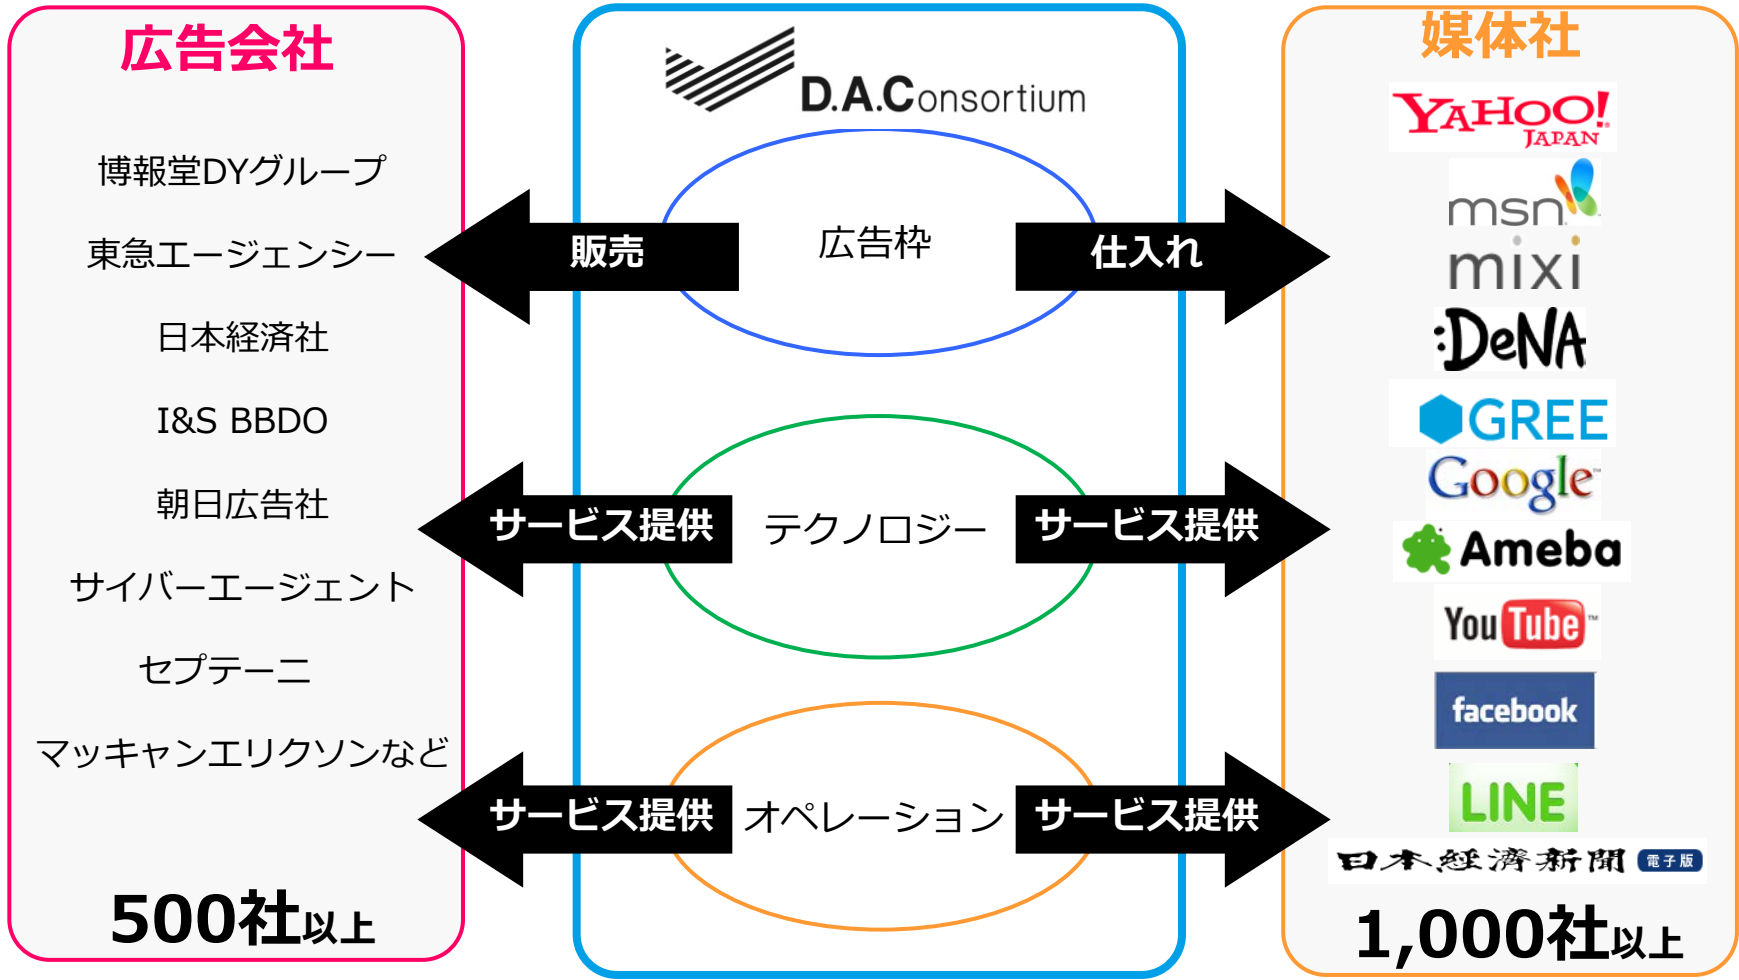 広告会社
博報堂DYグループ
東急エージェンシー
日本経済社
I&S BBDO
朝日広告社
サイバーエージェント
セプテーニ
マッキャンエリクソンなど
500社以上
D.A.Consortium
販売
広告枠
仕入れ
サービス提供
テクノロジー
サービス提供
サービス提供
オペレーション
サービス提供
媒体社
YAHOO!
JAPAN
msn
mixi
:DeNA
GREE
Google™
Ameba
YouTube™
facebook
LINE
日本経済新聞 電子版
1,000社以上